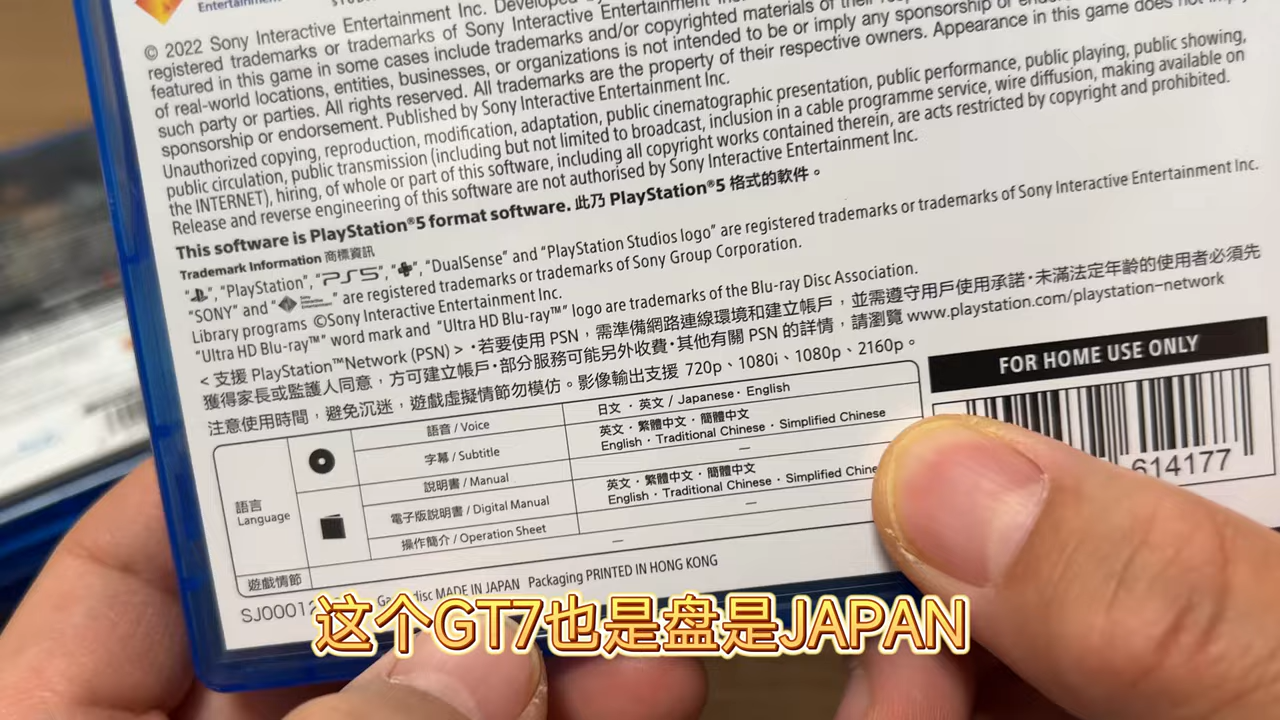 Entertainment
© 2022 Sony Interactive Entertainment Inc. Developed by
registered trademarks or trademarks of Sony Interactive Entertainment Inc.
featured in this game in some cases include trademarks and/or copyrighted materials of their
of real-world locations, entities, businesses, or organizations is not intended to be or imply any sponsorship or
such party or parties. All rights reserved. All trademarks are the property of their respective owners. Appearance in this game does not imply
sponsorship or endorsement. Published by Sony Interactive Entertainment Inc.
Unauthorized copying, reproduction, modification, adaptation, public cinematographic presentation, public performance, public playing, public showing,
public circulation, public transmission (including but not limited to broadcast, inclusion in a cable programme service, wire diffusion, making available on
the INTERNET), hiring, of whole or part of this software, including all copyright works contained therein, are acts restricted by copyright and prohibited.
Release and reverse engineering of this software are not authorised by Sony Interactive Entertainment Inc.
This software is PlayStation®5 format software. 此乃 PlayStation®5 格式的軟件。
Trademark Information 商標資訊
“ ”, “PlayStation”, “PS5”, “ ”, “DualSense” and “PlayStation Studios logo” are registered trademarks or trademarks of Sony Interactive Entertainment Inc.
“SONY” and “ ” are registered trademarks or trademarks of Sony Group Corporation.
Library programs ©Sony Interactive Entertainment Inc.
“Ultra HD Blu-ray™” word mark and “Ultra HD Blu-ray™” logo are trademarks of the Blu-ray Disc Association.
< 支援 PlayStation™Network (PSN) > ・若要使用 PSN，需準備網路連線環境和建立帳戶，並需遵守用戶使用承諾・未滿法定年齡的使用者必須先
獲得家長或監護人同意，方可建立帳戶・部分服務可能另外收費・其他有關 PSN 的詳情，請瀏覽 www.playstation.com/playstation-network
注意使用時間，避免沉迷，遊戲虛擬情節勿模仿。影像輸出支援 720p、1080i、1080p、2160p。
FOR HOME USE ONLY
614177
語言
Language
語音 / Voice
日文・英文 / Japanese・English
字幕 / Subtitle
英文・繁體中文・簡體中文
English・Traditional Chinese・Simplified Chinese
說明書 / Manual
—
電子版說明書 / Digital Manual
英文・繁體中文・簡體中文
English・Traditional Chinese・Simplified Chine
操作簡介 / Operation Sheet
—
遊戲情節
—
SJ0001
disc MADE IN JAPAN Packaging PRINTED IN HONG KONG
这个GT7也是盘是JAPAN